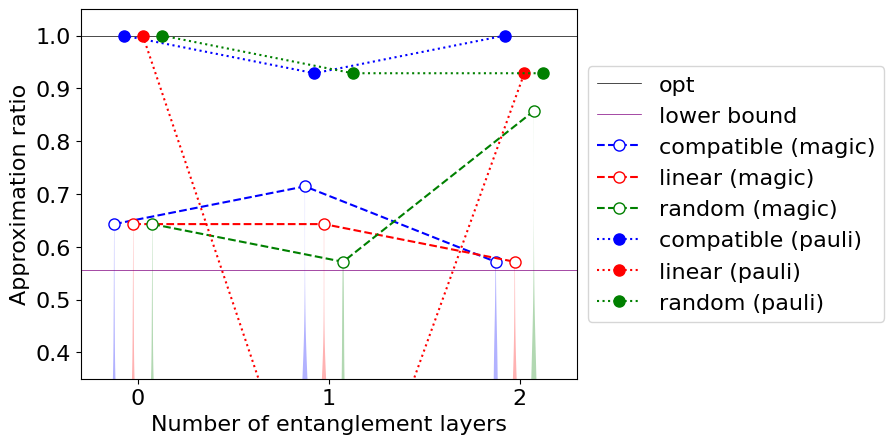 1.0
0.9
0.8
0.7
0.6
0.5
0.4
Approximation ratio
0 1 2
Number of entanglement layers
opt
lower bound
compatible (magic)
linear (magic)
random (magic)
compatible (pauli)
linear (pauli)
random (pauli)